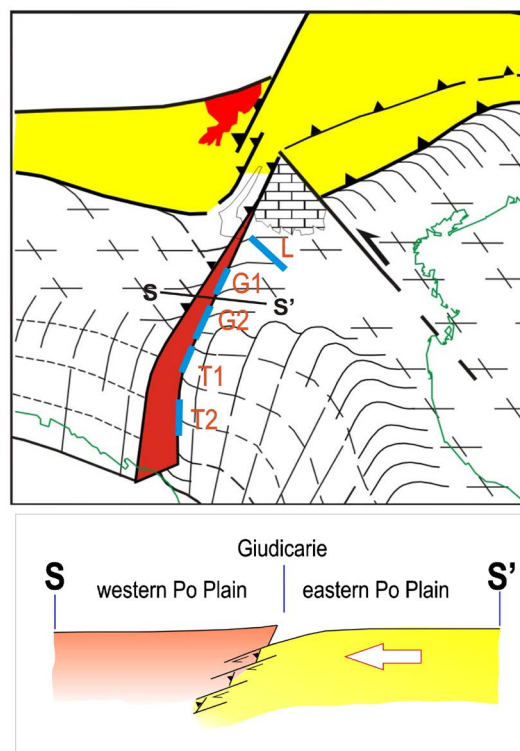 L
S
G1
S'
G2
T1
T2
Giudicarie
S
western Po Plain
eastern Po Plain
S'